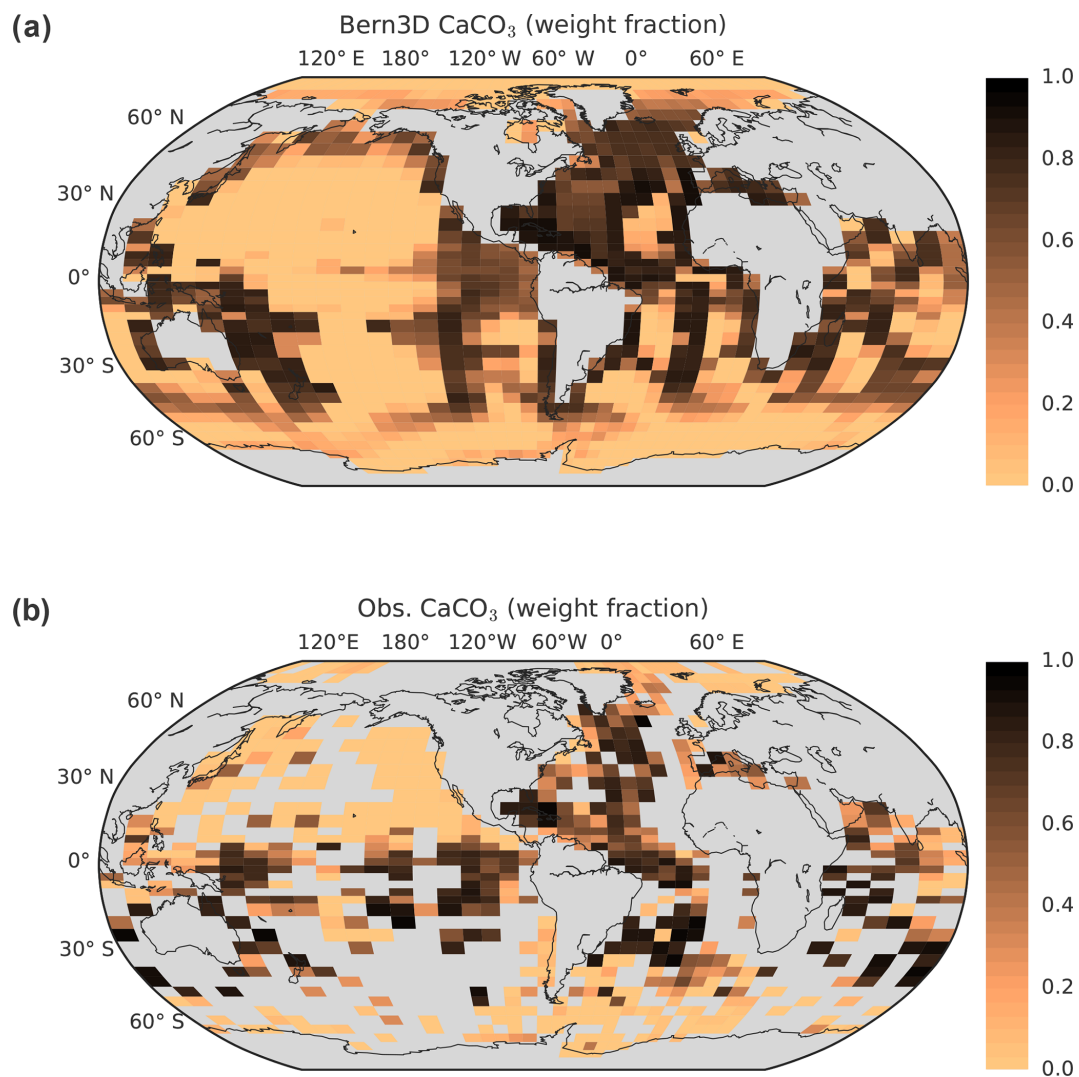 (a)
Bern3D CaCO₃ (weight fraction)
120° E 180° 120° W 60° W 0° 60° E
60° N
30° N
0°
30° S
60° S
1.0
0.8
0.6
0.4
0.2
0.0
(b)
Obs. CaCO₃ (weight fraction)
120°E 180° 120°W 60°W 0° 60° E
60° N
30° N
0°
30° S
60° S
1.0
0.8
0.6
0.4
0.2
0.0